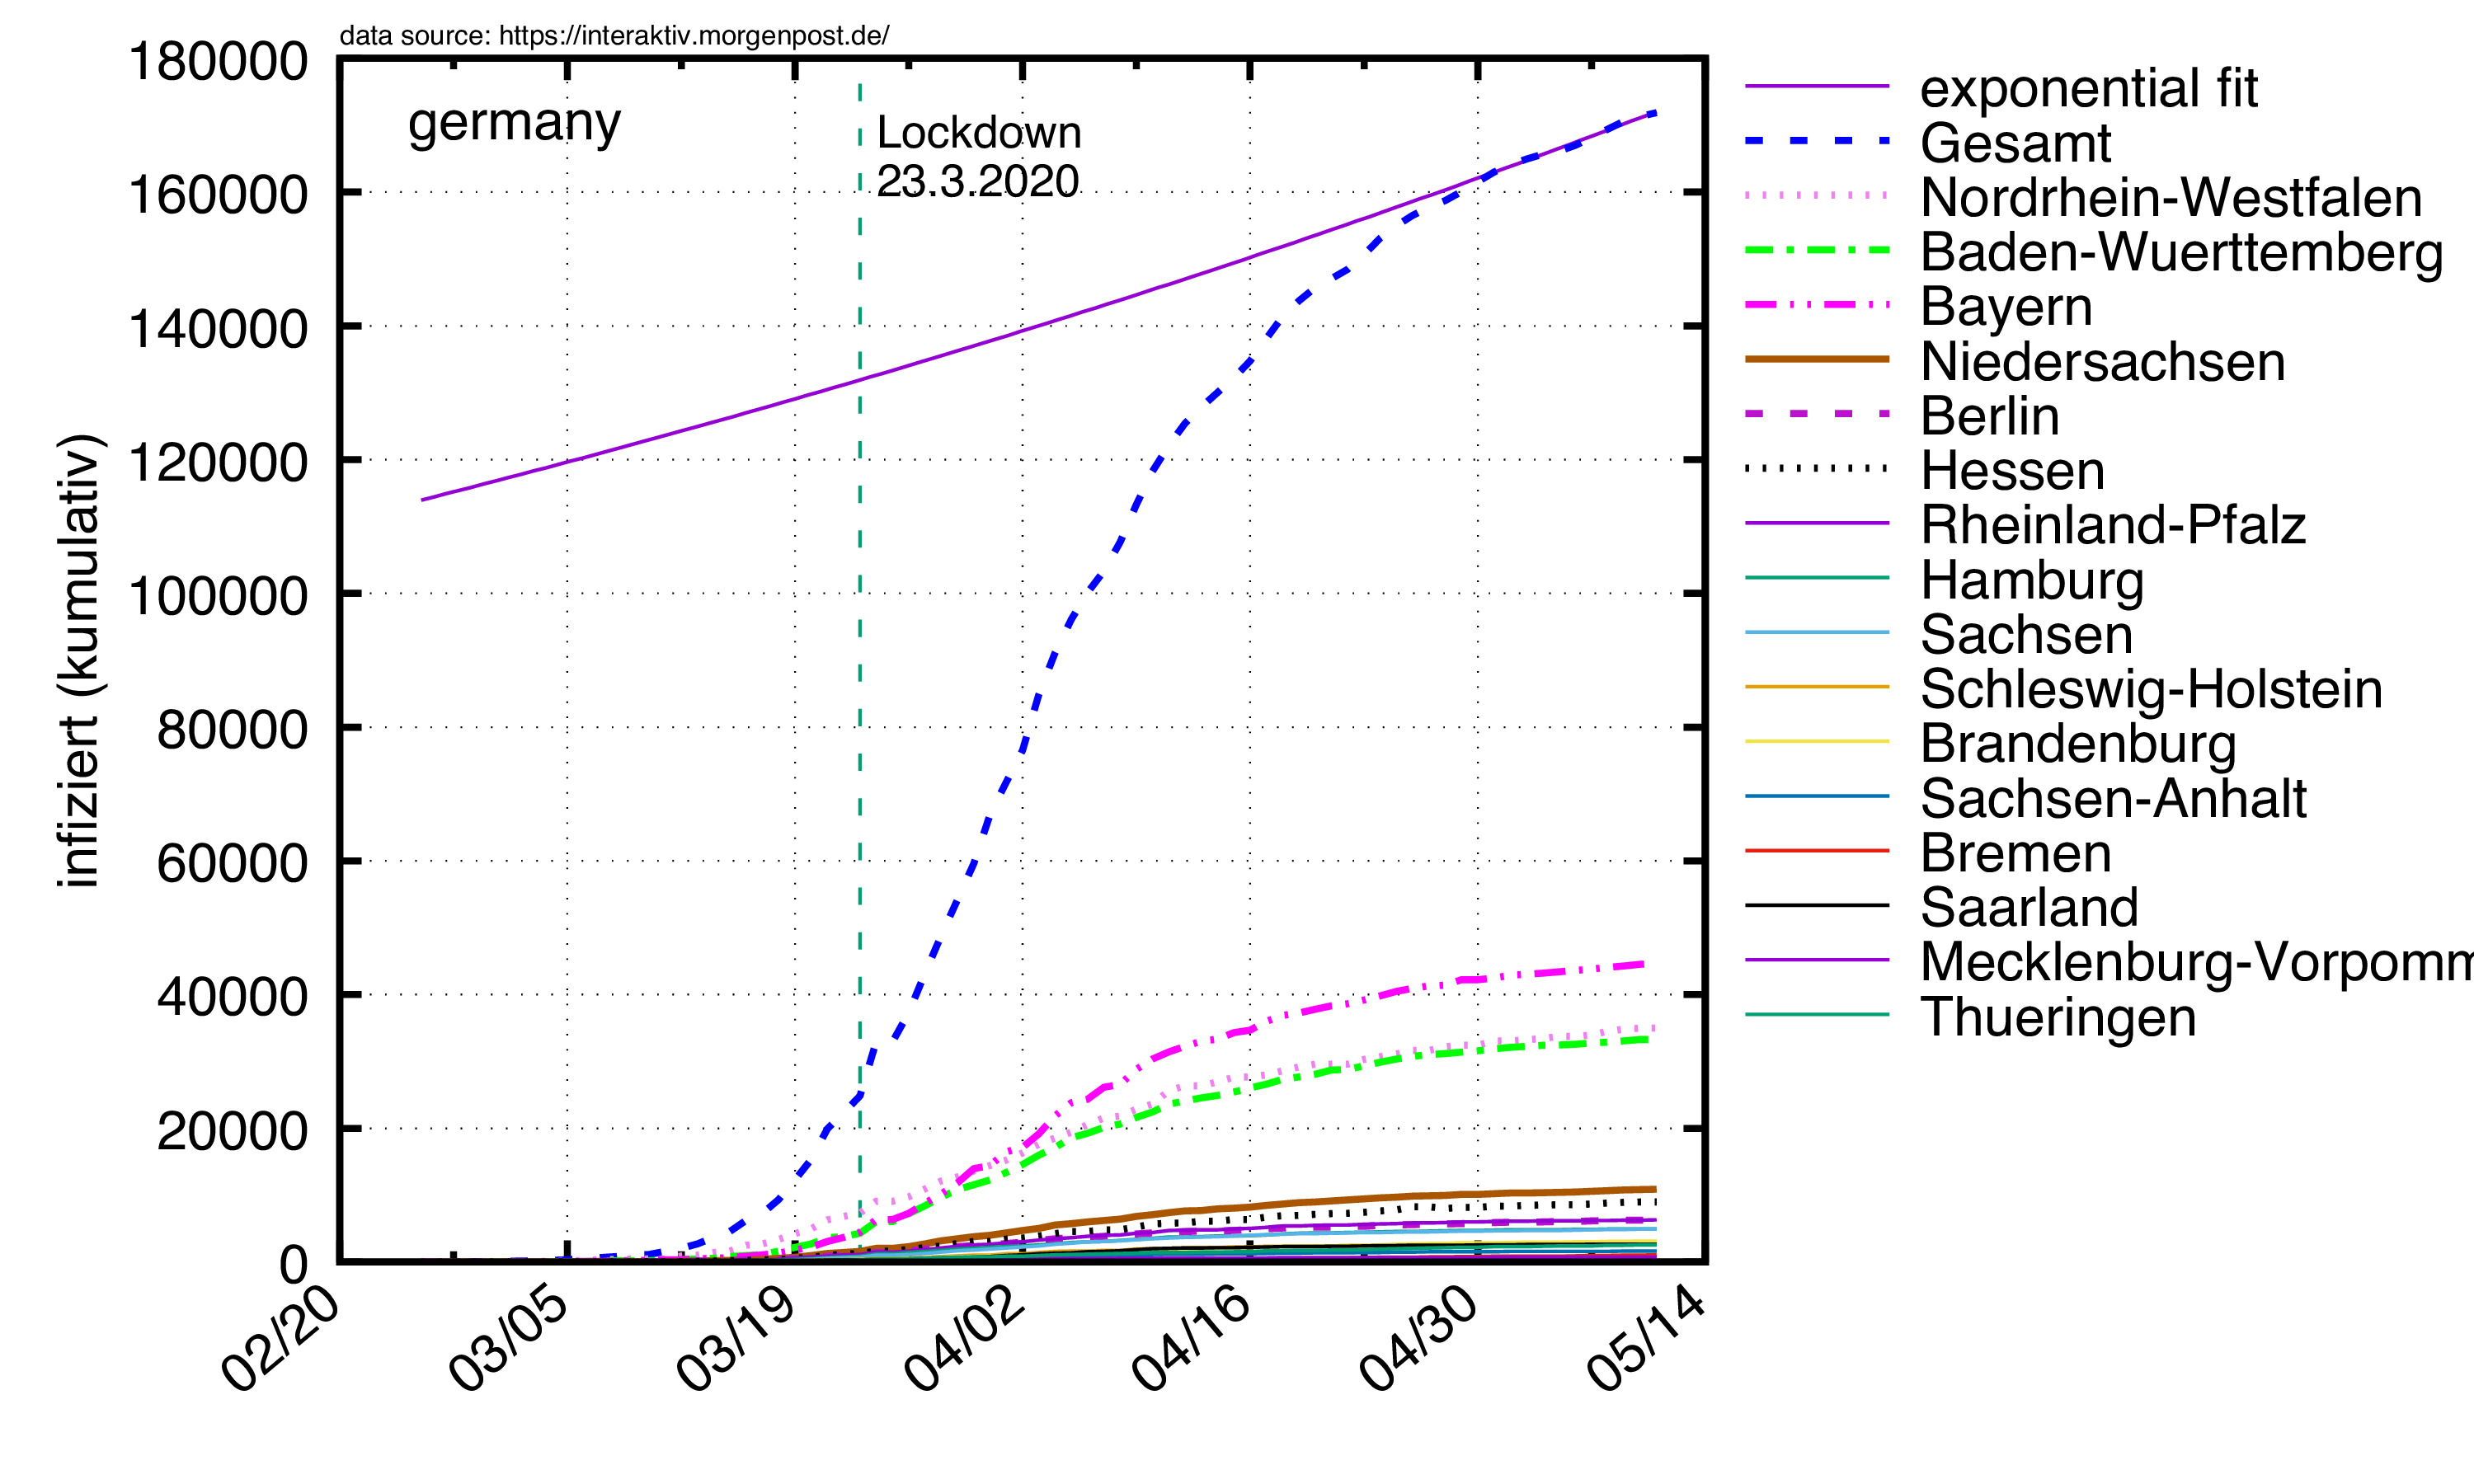 data source: https://interaktiv.morgenpost.de/
180000
160000
140000
120000
100000
80000
60000
40000
20000
0
infiziert (kumulativ)
germany
Lockdown
23.3.2020
02/20
03/05
03/19
04/02
04/16
04/30
05/14
exponential fit
Gesamt
Nordrhein-Westfalen
Baden-Wuerttemberg
Bayern
Niedersachsen
Berlin
Hessen
Rheinland-Pfalz
Hamburg
Sachsen
Schleswig-Holstein
Brandenburg
Sachsen-Anhalt
Bremen
Saarland
Mecklenburg-Vorpomm
Thueringen